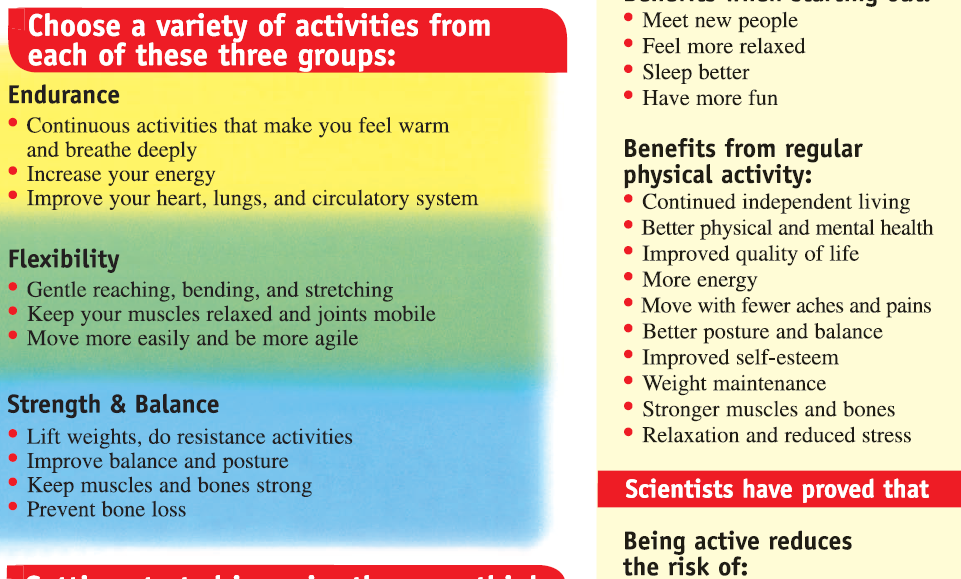 Choose a variety of activities from
each of these three groups:
Endurance
• Continuous activities that make you feel warm
and breathe deeply
• Increase your energy
• Improve your heart, lungs, and circulatory system
Flexibility
• Gentle reaching, bending, and stretching
• Keep your muscles relaxed and joints mobile
• Move more easily and be more agile
Strength & Balance
• Lift weights, do resistance activities
• Improve balance and posture
• Keep muscles and bones strong
• Prevent bone loss
Benefits when starting out:
• Meet new people
• Feel more relaxed
• Sleep better
• Have more fun
Benefits from regular
physical activity:
• Continued independent living
• Better physical and mental health
• Improved quality of life
• More energy
• Move with fewer aches and pains
• Better posture and balance
• Improved self-esteem
• Weight maintenance
• Stronger muscles and bones
• Relaxation and reduced stress
Scientists have proved that
Being active reduces
the risk of: